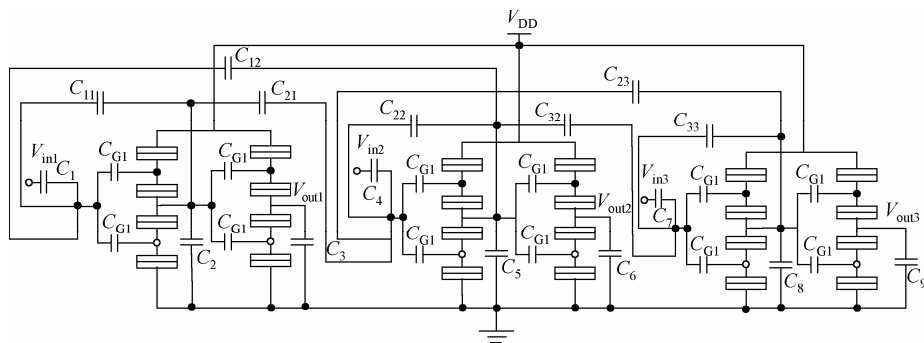 V_DD
C_12
C_23
C_11
C_21
C_22
C_32
C_33
V_in1
C_1
C_G1
C_G1
C_G1
C_G1
V_out1
C_2
C_3
V_in2
C_4
C_G1
C_G1
C_G1
C_G1
V_out2
C_5
C_6
V_in3
C_7
C_G1
C_G1
C_G1
C_G1
V_out3
C_8
C_9